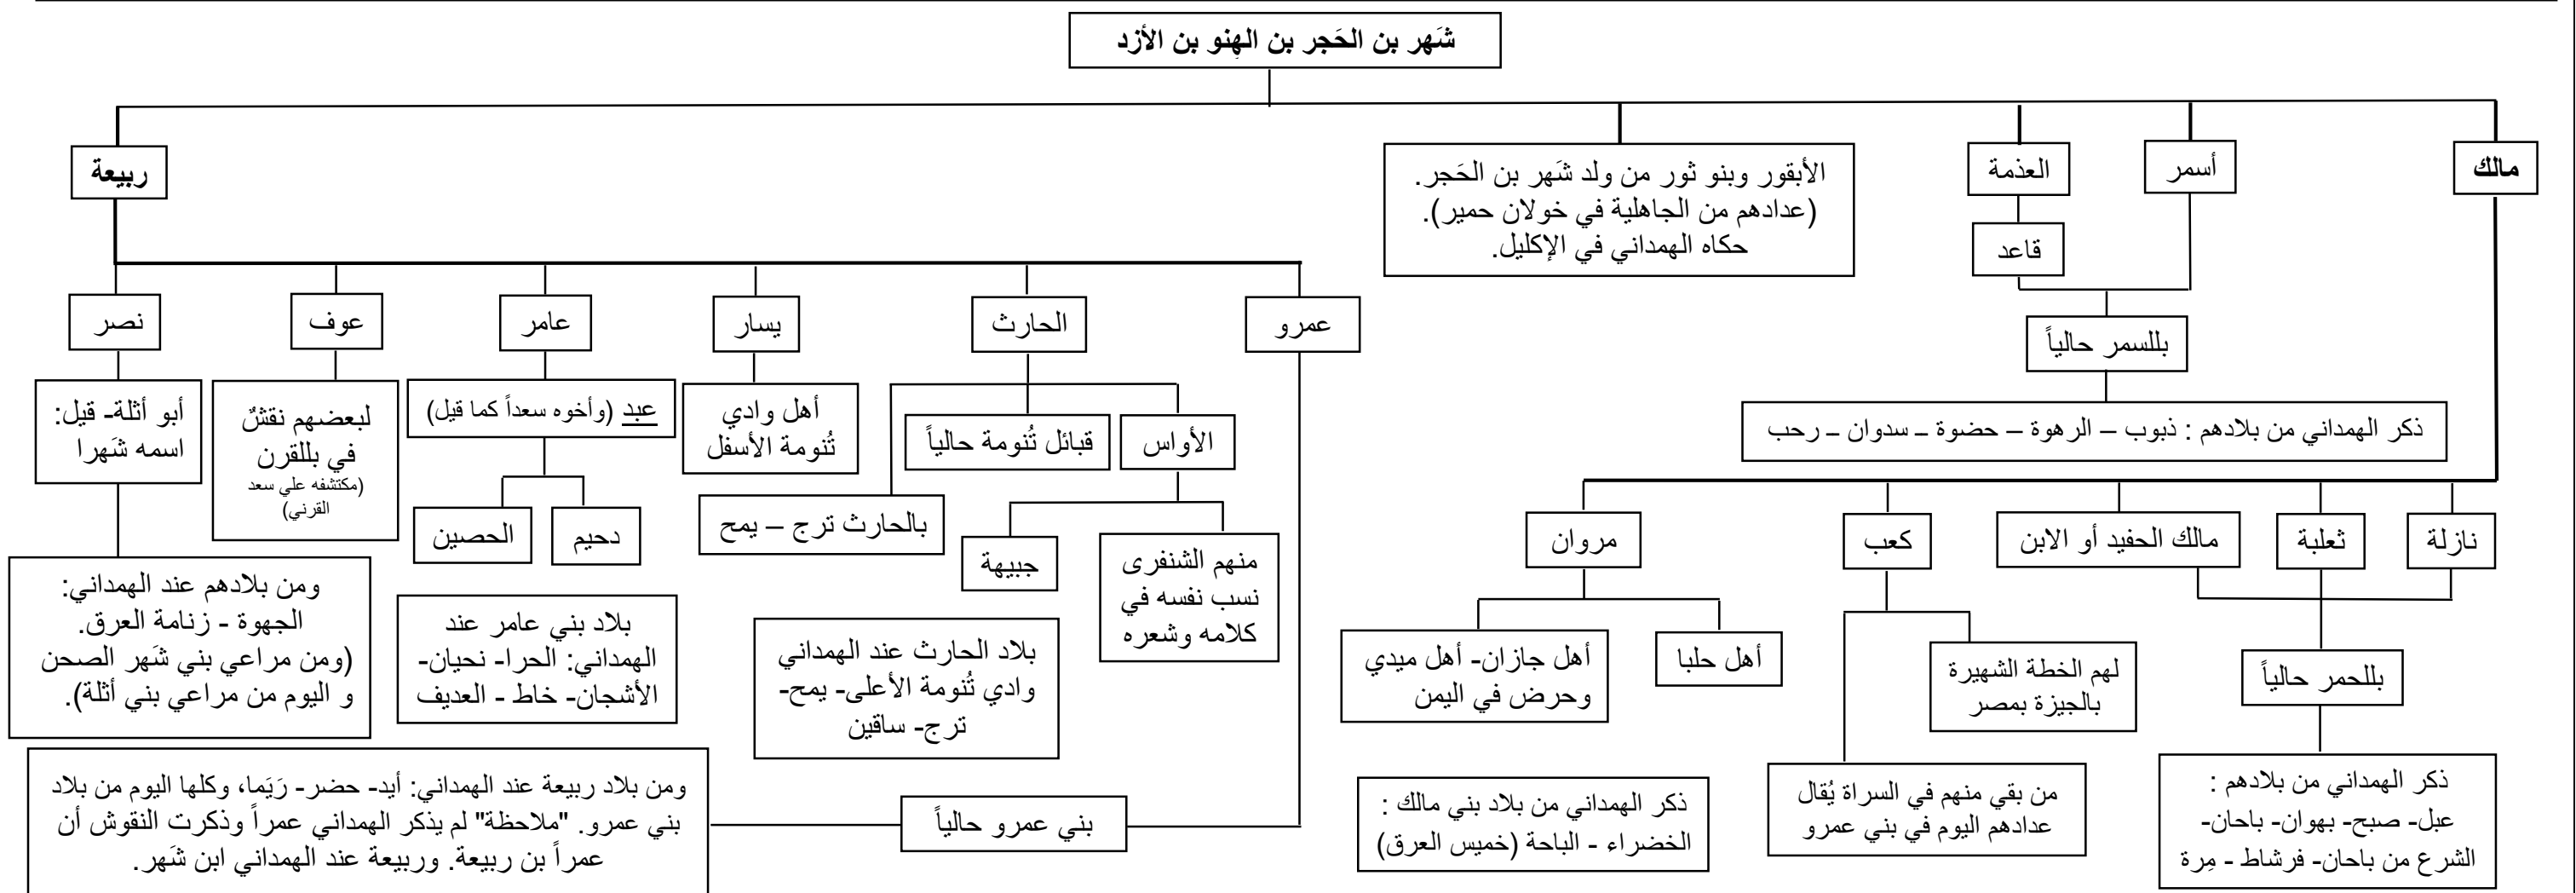 شَهر بن الحَجر بن الهِنو بن الأزد
مالك
أسمر
العذمة
الأبقور وبنو ثور من ولد شَهر بن الحَجر.
(عدادهم من الجاهلية في خولان حمير).
حكاه الهمداني في الإكليل.
ربيعة
قاعد
بللسمر حالياً
ذكر الهمداني من بلادهم : ذبوب – الرهوة – حضوة – سدوان – رحب
عمرو
الحارث
يسار
عامر
عوف
نصر
الأواس
قبائل تُنومة حالياً
أهل وادي
تُنومة الأسفل
عبد (وأخوه سعداً كما قيل)
لبعضهم نقشٌ
في بللقرن
(مكتشفه علي سعد
القرني)
أبو أثلة- قيل:
اسمه شَهرا
بالحارث ترج – يمح
دحيم
الحصين
نازلة
ثعلبة
مالك الحفيد أو الابن
كعب
مروان
منهم الشنفرى
نسب نفسه في
كلامه وشعره
جبيهة
ومن بلادهم عند الهمداني:
الجهوة - زنامة العرق.
(ومن مراعي بني شَهر الصحن
و اليوم من مراعي بني أثلة).
بلاد بني عامر عند
الهمداني: الحرا- نحيان-
الأشجان- خاط - العديف
بلاد الحارث عند الهمداني
وادي تُنومة الأعلى- يمح-
ترج- ساقين
بللحمر حالياً
لهم الخطة الشهيرة
بالجيزة بمصر
أهل حلبا
أهل جازان- أهل ميدي
وحرض في اليمن
ذكر الهمداني من بلادهم :
عبل- صبح- بهوان- باحان-
الشرع من باحان- فرشاط - مِرة
من بقي منهم في السراة يُقال
عدادهم اليوم في بني عمرو
ذكر الهمداني من بلاد بني مالك :
الخضراء - الباحة (خميس العرق)
بني عمرو حالياً
ومن بلاد ربيعة عند الهمداني: أيد- حضر- رَيَما، وكلها اليوم من بلاد
بني عمرو. "ملاحظة" لم يذكر الهمداني عمراً وذكرت النقوش أن
عمراً بن ربيعة. وربيعة عند الهمداني ابن شَهر.